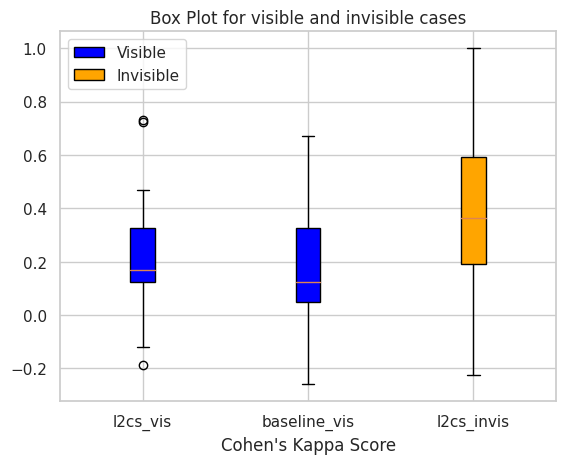 Box Plot for visible and invisible cases
Visible
Invisible
1.0
0.8
0.6
0.4
0.2
0.0
−0.2
l2cs_vis baseline_vis l2cs_invis
Cohen's Kappa Score